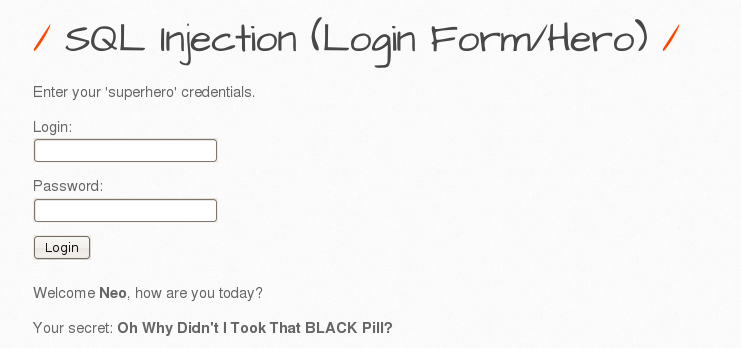 / SQL Injection (Login Form/Hero) /
Enter your 'superhero' credentials.
Login:
Password:
Login
Welcome Neo, how are you today?
Your secret: Oh Why Didn't I Took That BLACK Pill?